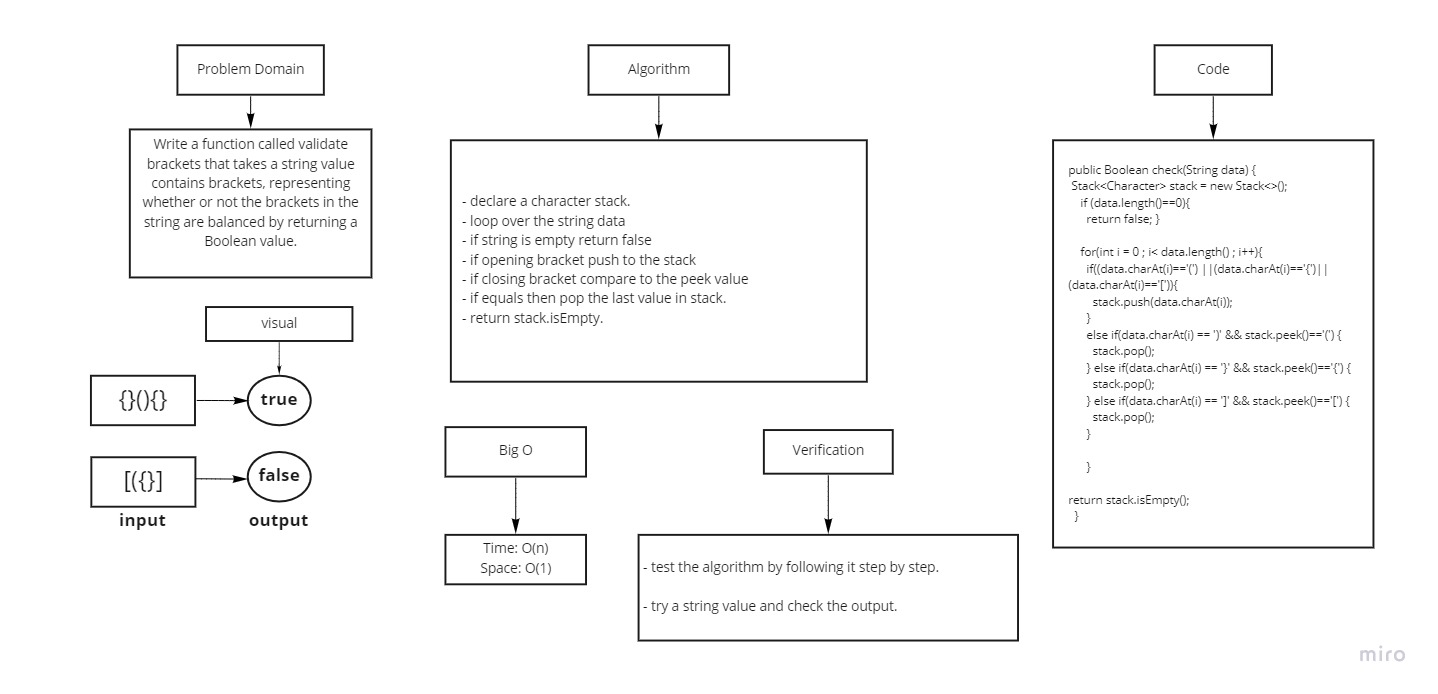 Problem Domain
Write a function called validate
brackets that takes a string value
contains brackets, representing
whether or not the brackets in the
string are balanced by returning a
Boolean value.
visual
{}(){}
true
[({}]
false
input
output
Algorithm
- declare a character stack.
- loop over the string data
- if string is empty return false
- if opening bracket push to the stack
- if closing bracket compare to the peek value
- if equals then pop the last value in stack.
- return stack.isEmpty.
Big O
Time: O(n)
Space: O(1)
Verification
- test the algorithm by following it step by step.
- try a string value and check the output.
Code
public Boolean check(String data) {
Stack<Character> stack = new Stack<>();
if (data.length()==0){
return false; }
for(int i = 0 ; i< data.length() ; i++){
if((data.charAt(i)=='(') ||(data.charAt(i)=='{')||
(data.charAt(i)=='[')){
stack.push(data.charAt(i));
}
else if(data.charAt(i) == ')' && stack.peek()=='(') {
stack.pop();
} else if(data.charAt(i) == '}' && stack.peek()=='{') {
stack.pop();
} else if(data.charAt(i) == ']' && stack.peek()=='[') {
stack.pop();
}
}
return stack.isEmpty();
}
miro